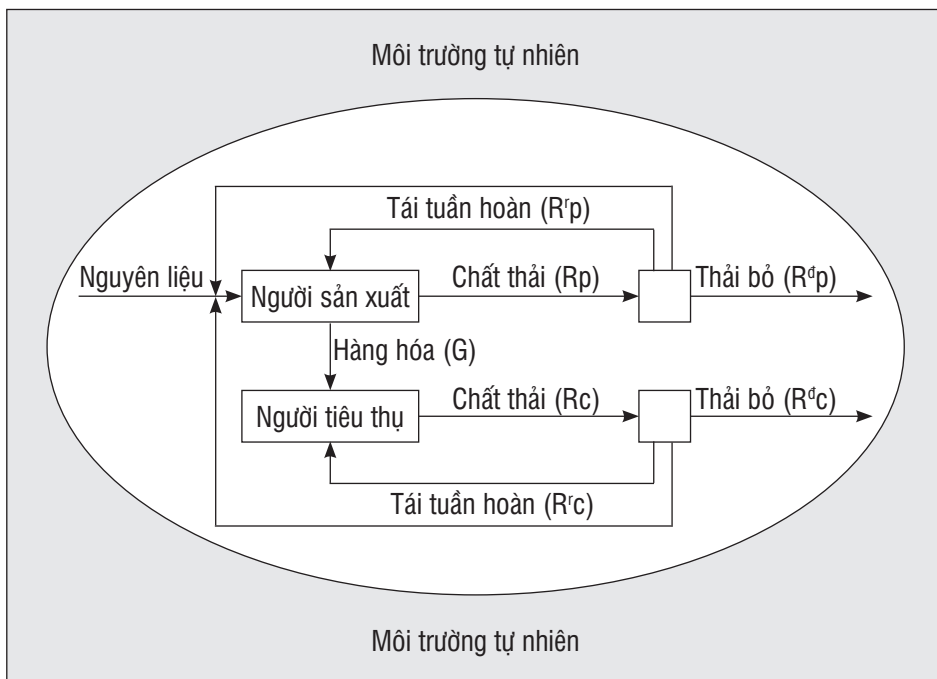 Môi trường tự nhiên
Tái tuần hoàn (Rʳp)
Nguyên liệu
Người sản xuất
Chất thải (Rp)
Thải bỏ (Rᵈp)
Hàng hóa (G)
Người tiêu thụ
Chất thải (Rc)
Thải bỏ (Rᵈc)
Tái tuần hoàn (Rʳc)
Môi trường tự nhiên